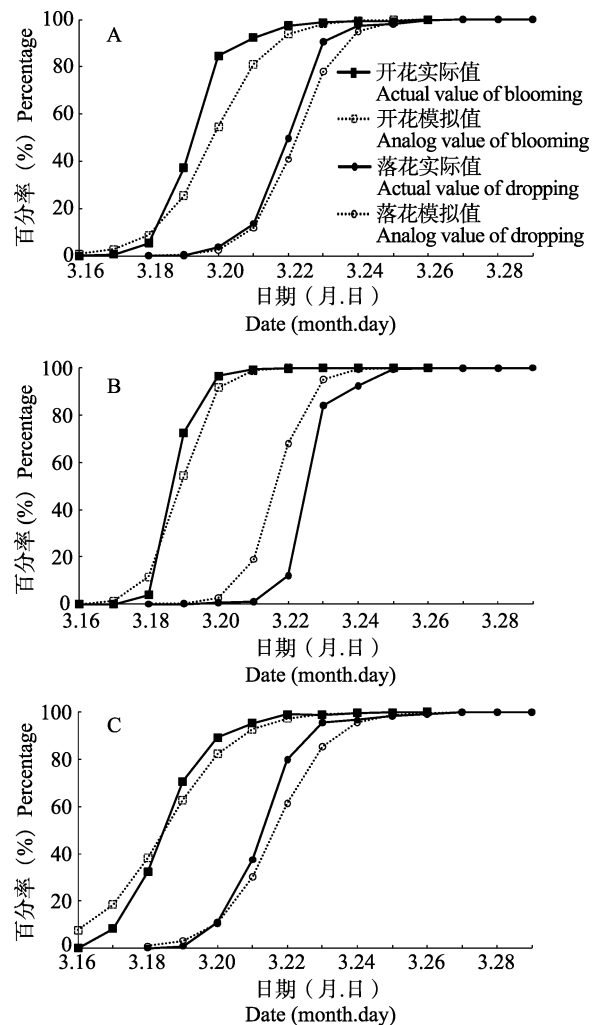 A
百分率（%）Percentage
100
80
60
40
20
0
开花实际值
Actual value of blooming
开花模拟值
Analog value of blooming
落花实际值
Actual value of dropping
落花模拟值
Analog value of dropping
3.16 3.18 3.20 3.22 3.24 3.26 3.28
日期（月.日）
Date (month.day)
B
百分率(%) Percentage
100
80
60
40
20
0
3.16 3.18 3.20 3.22 3.24 3.26 3.28
日期（月.日）
Date (month.day)
C
百分率（%）Percentage
100
80
60
40
20
0
3.16 3.18 3.20 3.22 3.24 3.26 3.28
日期（月.日）
Date (month.day)